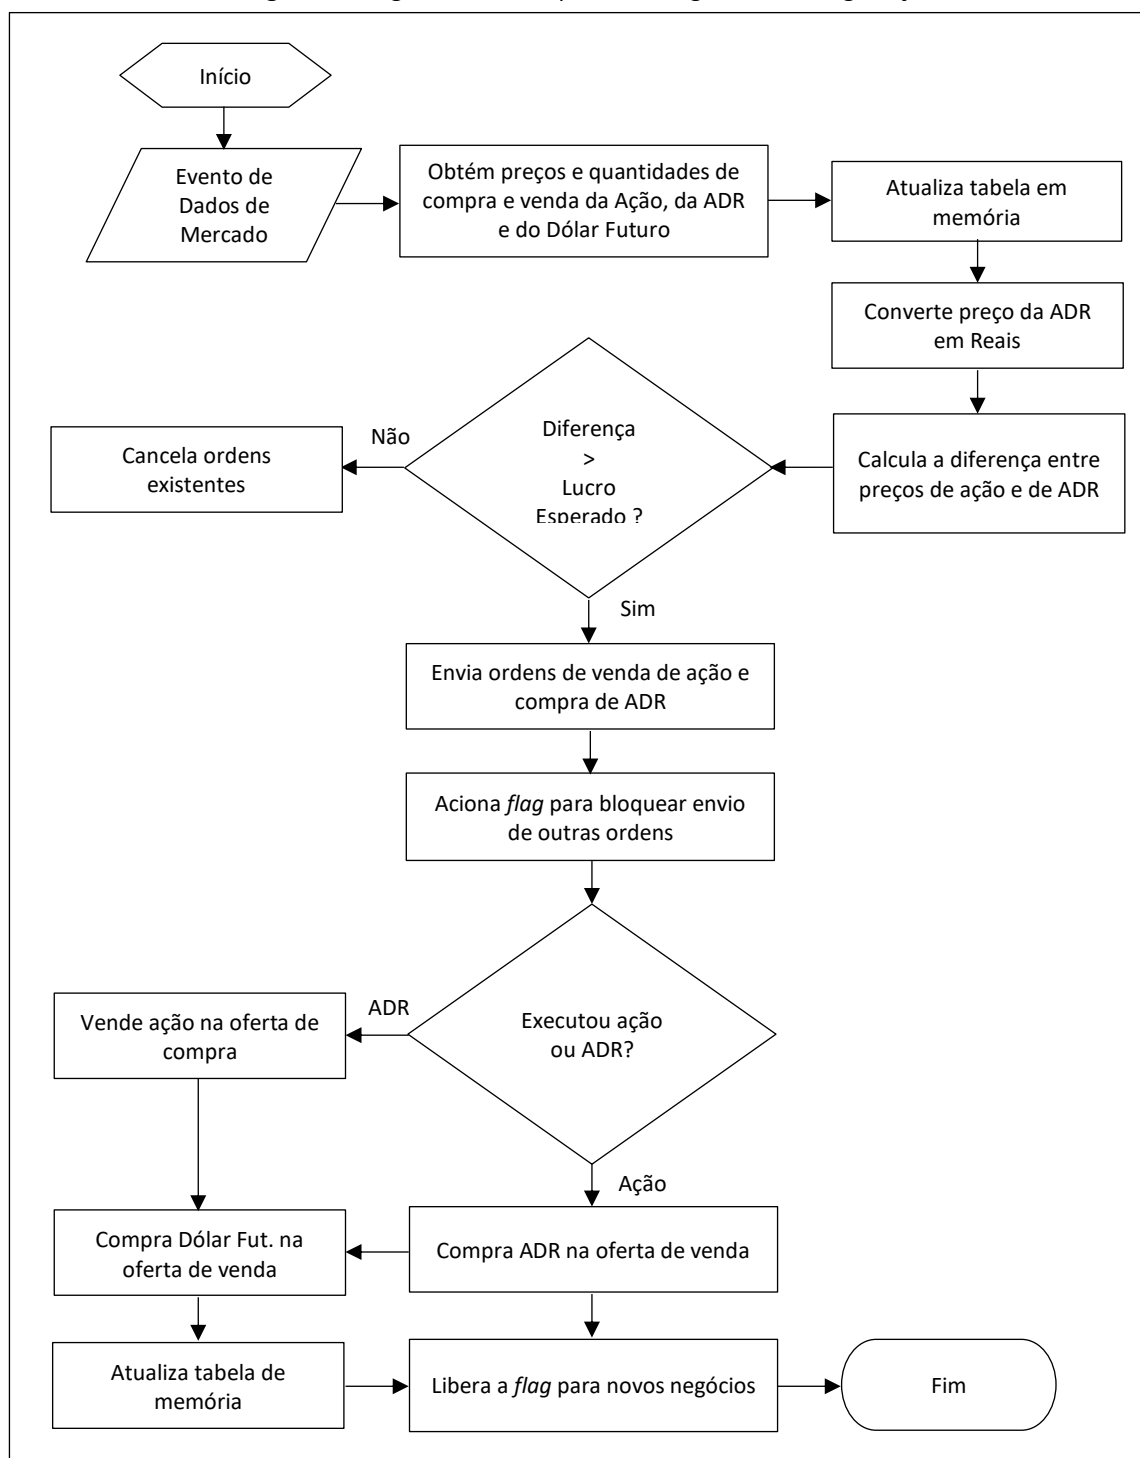 Início
Evento de
Dados de
Mercado
Obtém preços e quantidades de
compra e venda da Ação, da ADR
e do Dólar Futuro
Atualiza tabela em
memória
Converte preço da ADR
em Reais
Calcula a diferença entre
preços de ação e de ADR
Diferença
>
Lucro
Esperado ?
Não
Cancela ordens
existentes
Sim
Envia ordens de venda de ação e
compra de ADR
Aciona flag para bloquear envio
de outras ordens
Executou ação
ou ADR?
ADR
Vende ação na oferta de
compra
Ação
Compra ADR na oferta de venda
Compra Dólar Fut. na
oferta de venda
Atualiza tabela de
memória
Libera a flag para novos negócios
Fim